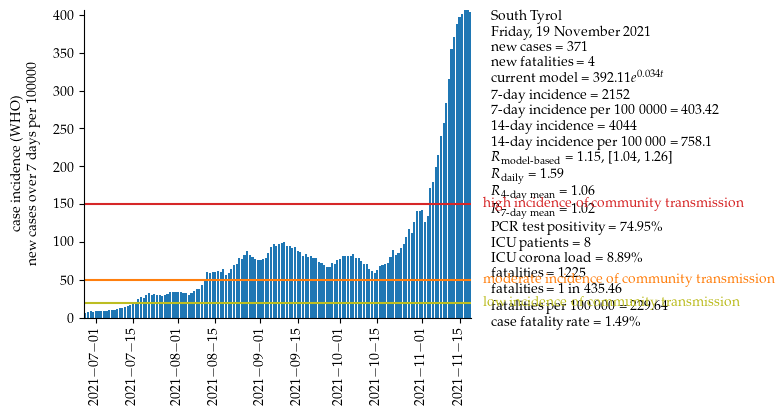 400
350
300
250
200
150
100
50
0
case incidence (WHO)
new cases over 7 days per 100000
2021−07−01
2021−07−15
2021−08−01
2021−08−15
2021−09−01
2021−09−15
2021−10−01
2021−10−15
2021−11−01
2021−11−15
South Tyrol
Friday, 19 November 2021
new cases = 371
new fatalities = 4
current model = 392.11e^0.034t
7-day incidence = 2152
7-day incidence per 100 0000 = 403.42
14-day incidence = 4044
14-day incidence per 100 000 = 758.1
R_model-based = 1.15, [1.04, 1.26]
R_daily = 1.59
R_4-day mean = 1.06
high incidence of community transmission
R_7-day mean = 1.02
PCR test positivity = 74.95%
ICU patients = 8
ICU corona load = 8.89%
fatalities = 1225
moderate incidence of community transmission
fatalities = 1 in 435.46
low incidence of community transmission
fatalities per 100 000 = 229.64
case fatality rate = 1.49%